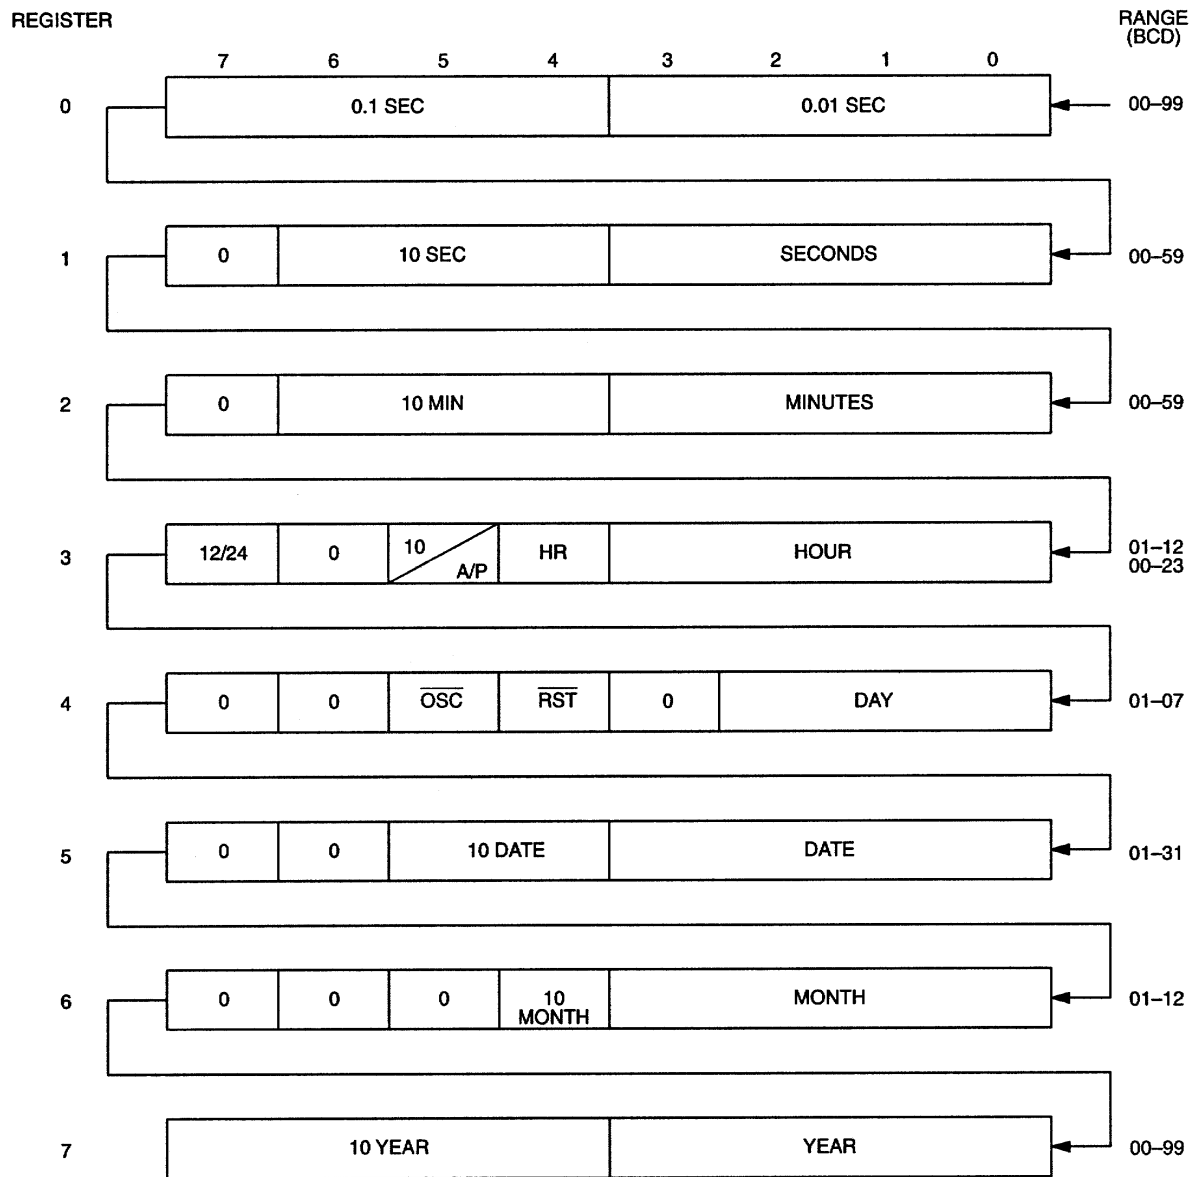 REGISTER
RANGE
(BCD)
7 6 5 4 3 2 1 0
0 0.1 SEC 0.01 SEC 00–99
1 0 10 SEC SECONDS 00–59
2 0 10 MIN MINUTES 00–59
3 12/24 0 10 A/P HR HOUR 01–12
00–23
4 0 0 OSC RST 0 DAY 01–07
5 0 0 10 DATE DATE 01–31
6 0 0 0 10 MONTH MONTH 01–12
7 10 YEAR YEAR 00–99